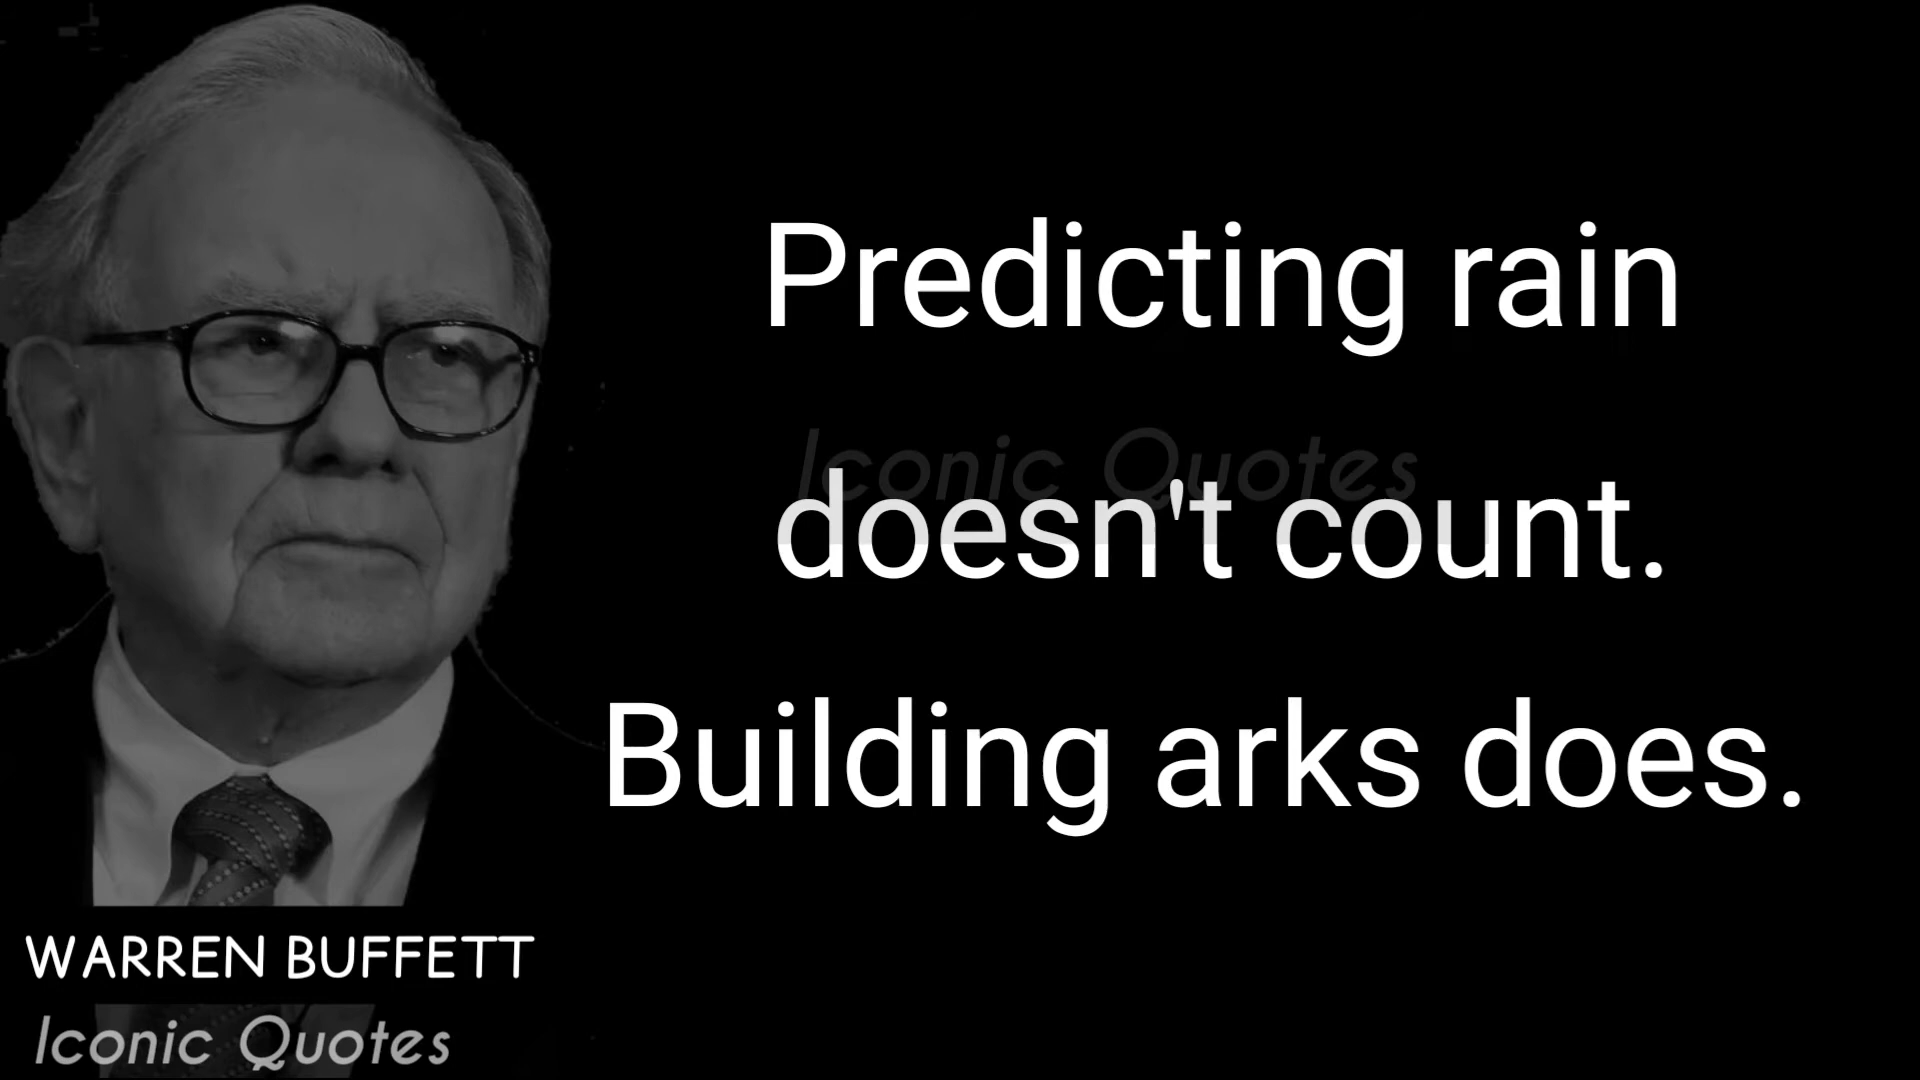 Predicting rain
Iconic Quotes
doesn't count.
Building arks does.
WARREN BUFFETT
Iconic Quotes